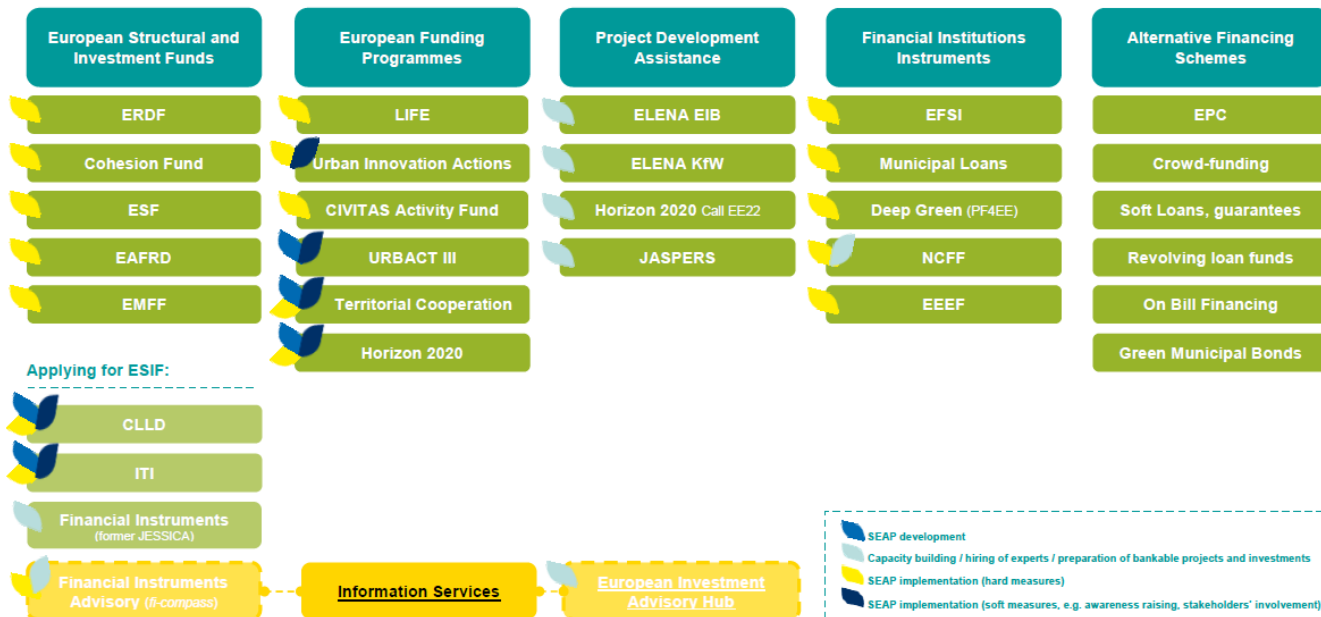 European Structural and
Investment Funds
ERDF
Cohesion Fund
ESF
EAFRD
EMFF
Applying for ESIF:
CLLD
ITI
Financial Instruments
(former JESSICA)
Financial Instruments
Advisory (fi-compass)
European Funding
Programmes
LIFE
Urban Innovation Actions
CIVITAS Activity Fund
URBACT III
Territorial Cooperation
Horizon 2020
Information Services
Project Development
Assistance
ELENA EIB
ELENA KfW
Horizon 2020 Call EE22
JASPERS
European Investment
Advisory Hub
Financial Institutions
Instruments
EFSI
Municipal Loans
Deep Green (PF4EE)
NCFF
EEEF
Alternative Financing
Schemes
EPC
Crowd-funding
Soft Loans, guarantees
Revolving loan funds
On Bill Financing
Green Municipal Bonds
SEAP development
Capacity building / hiring of experts / preparation of bankable projects and investments
SEAP implementation (hard measures)
SEAP implementation (soft measures, e.g. awareness raising, stakeholders' involvement)